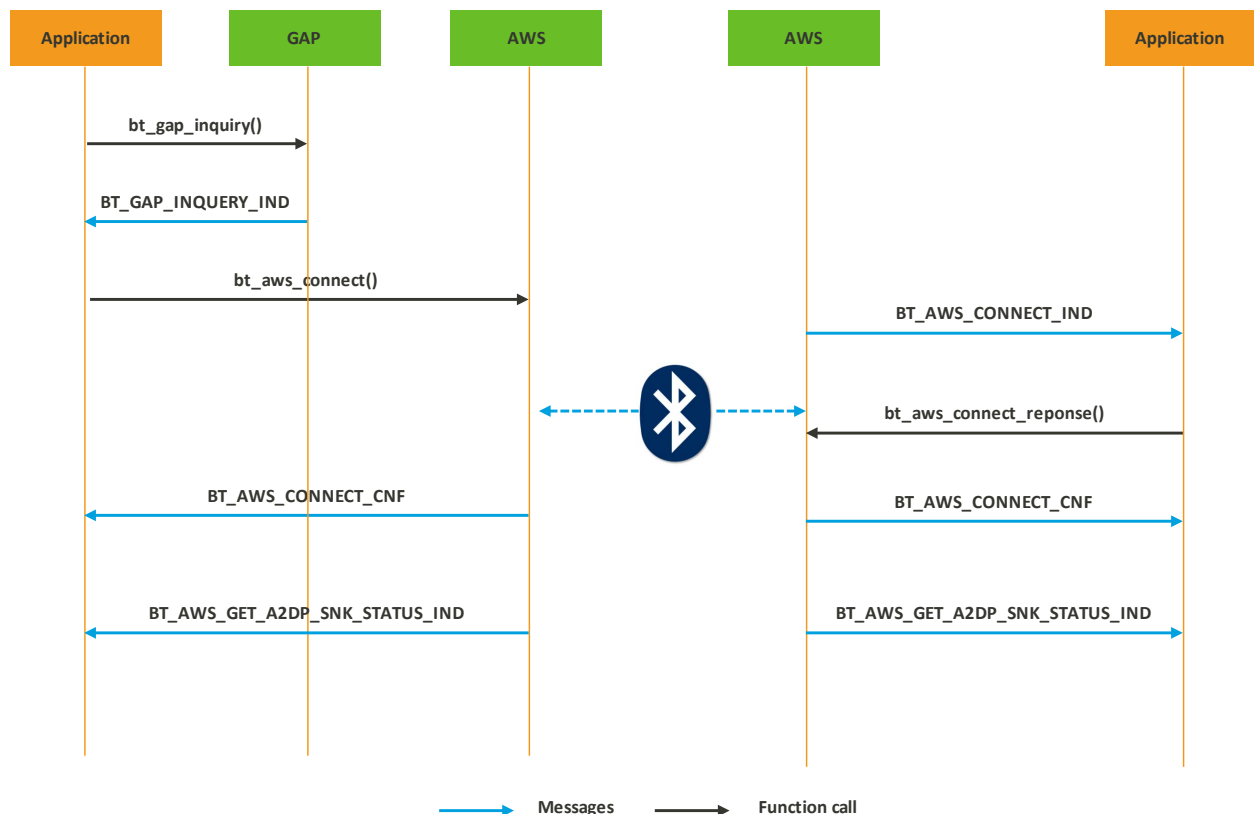 Application
GAP
AWS
AWS
Application
bt_gap_inquiry()
BT_GAP_INQUERY_IND
bt_aws_connect()
BT_AWS_CONNECT_IND
bt_aws_connect_reponse()
BT_AWS_CONNECT_CNF
BT_AWS_CONNECT_CNF
BT_AWS_GET_A2DP_SNK_STATUS_IND
BT_AWS_GET_A2DP_SNK_STATUS_IND
Messages
Function call